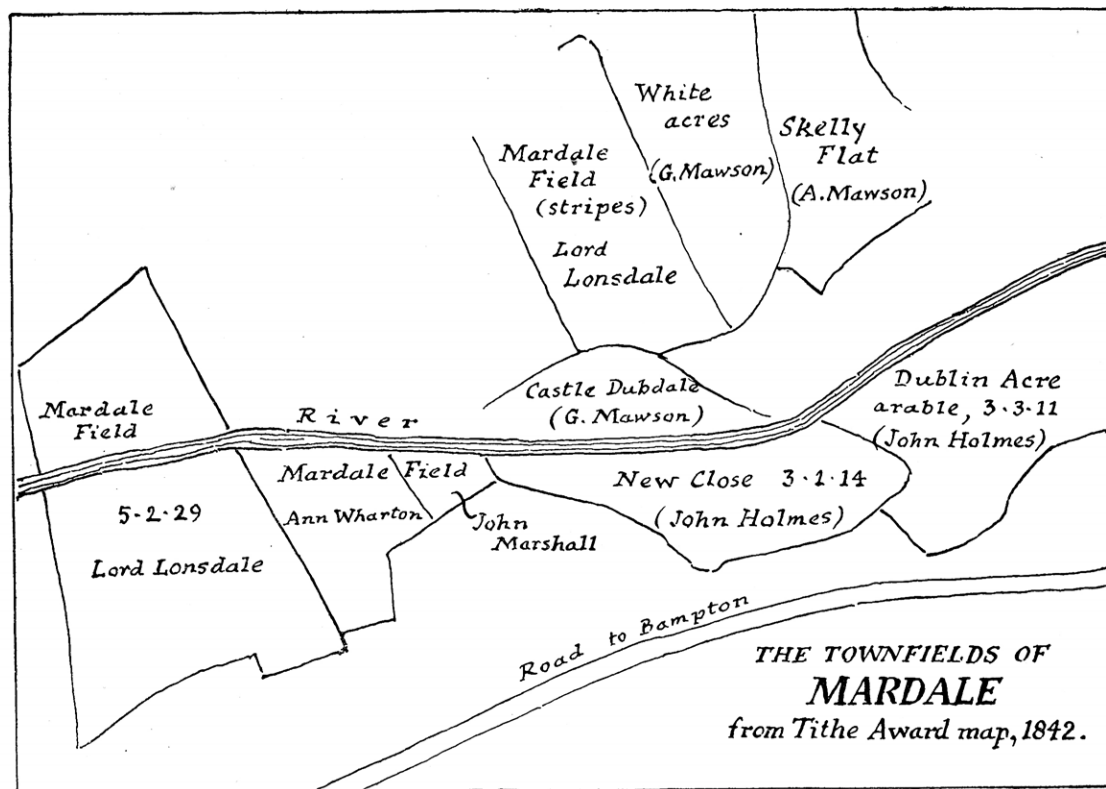 White
acres
(G. Mawson)
Skelly
Flat
(A. Mawson)
Mardale
Field
(stripes)
Lord
Lonsdale
Castle Dubdale
(G. Mawson)
Dublin Acre
arable, 3·3·11
(John Holmes)
Mardale
Field
River
5·2·29
Lord Lonsdale
Mardale Field
Ann Wharton
John
Marshall
New Close 3·2·14
(John Holmes)
Road to Bampton
THE TOWNFIELDS OF
MARDALE
from Tithe Award map, 1842.